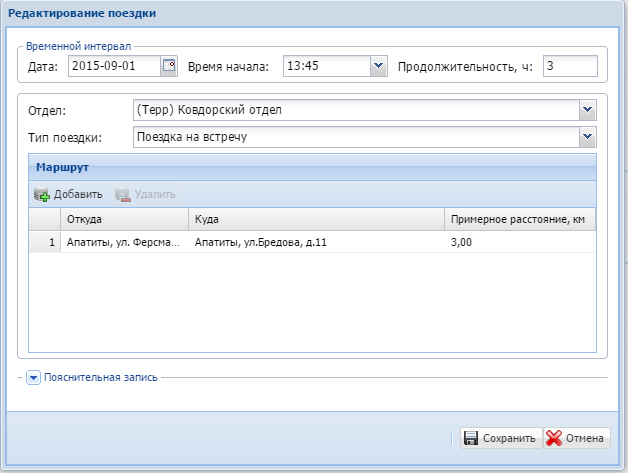 Редактирование поездки
Временной интервал
Дата: 2015-09-01 Время начала: 13:45 Продолжительность, ч: 3
Отдел: (Терр) Ковдорский отдел
Тип поездки: Поездка на встречу
Маршрут
Добавить Удалить
Откуда Куда Примерное расстояние, км
1 Апатиты, ул. Ферсма... Апатиты, ул.Бредова, д.11 3,00
Пояснительная запись
Сохранить Отмена